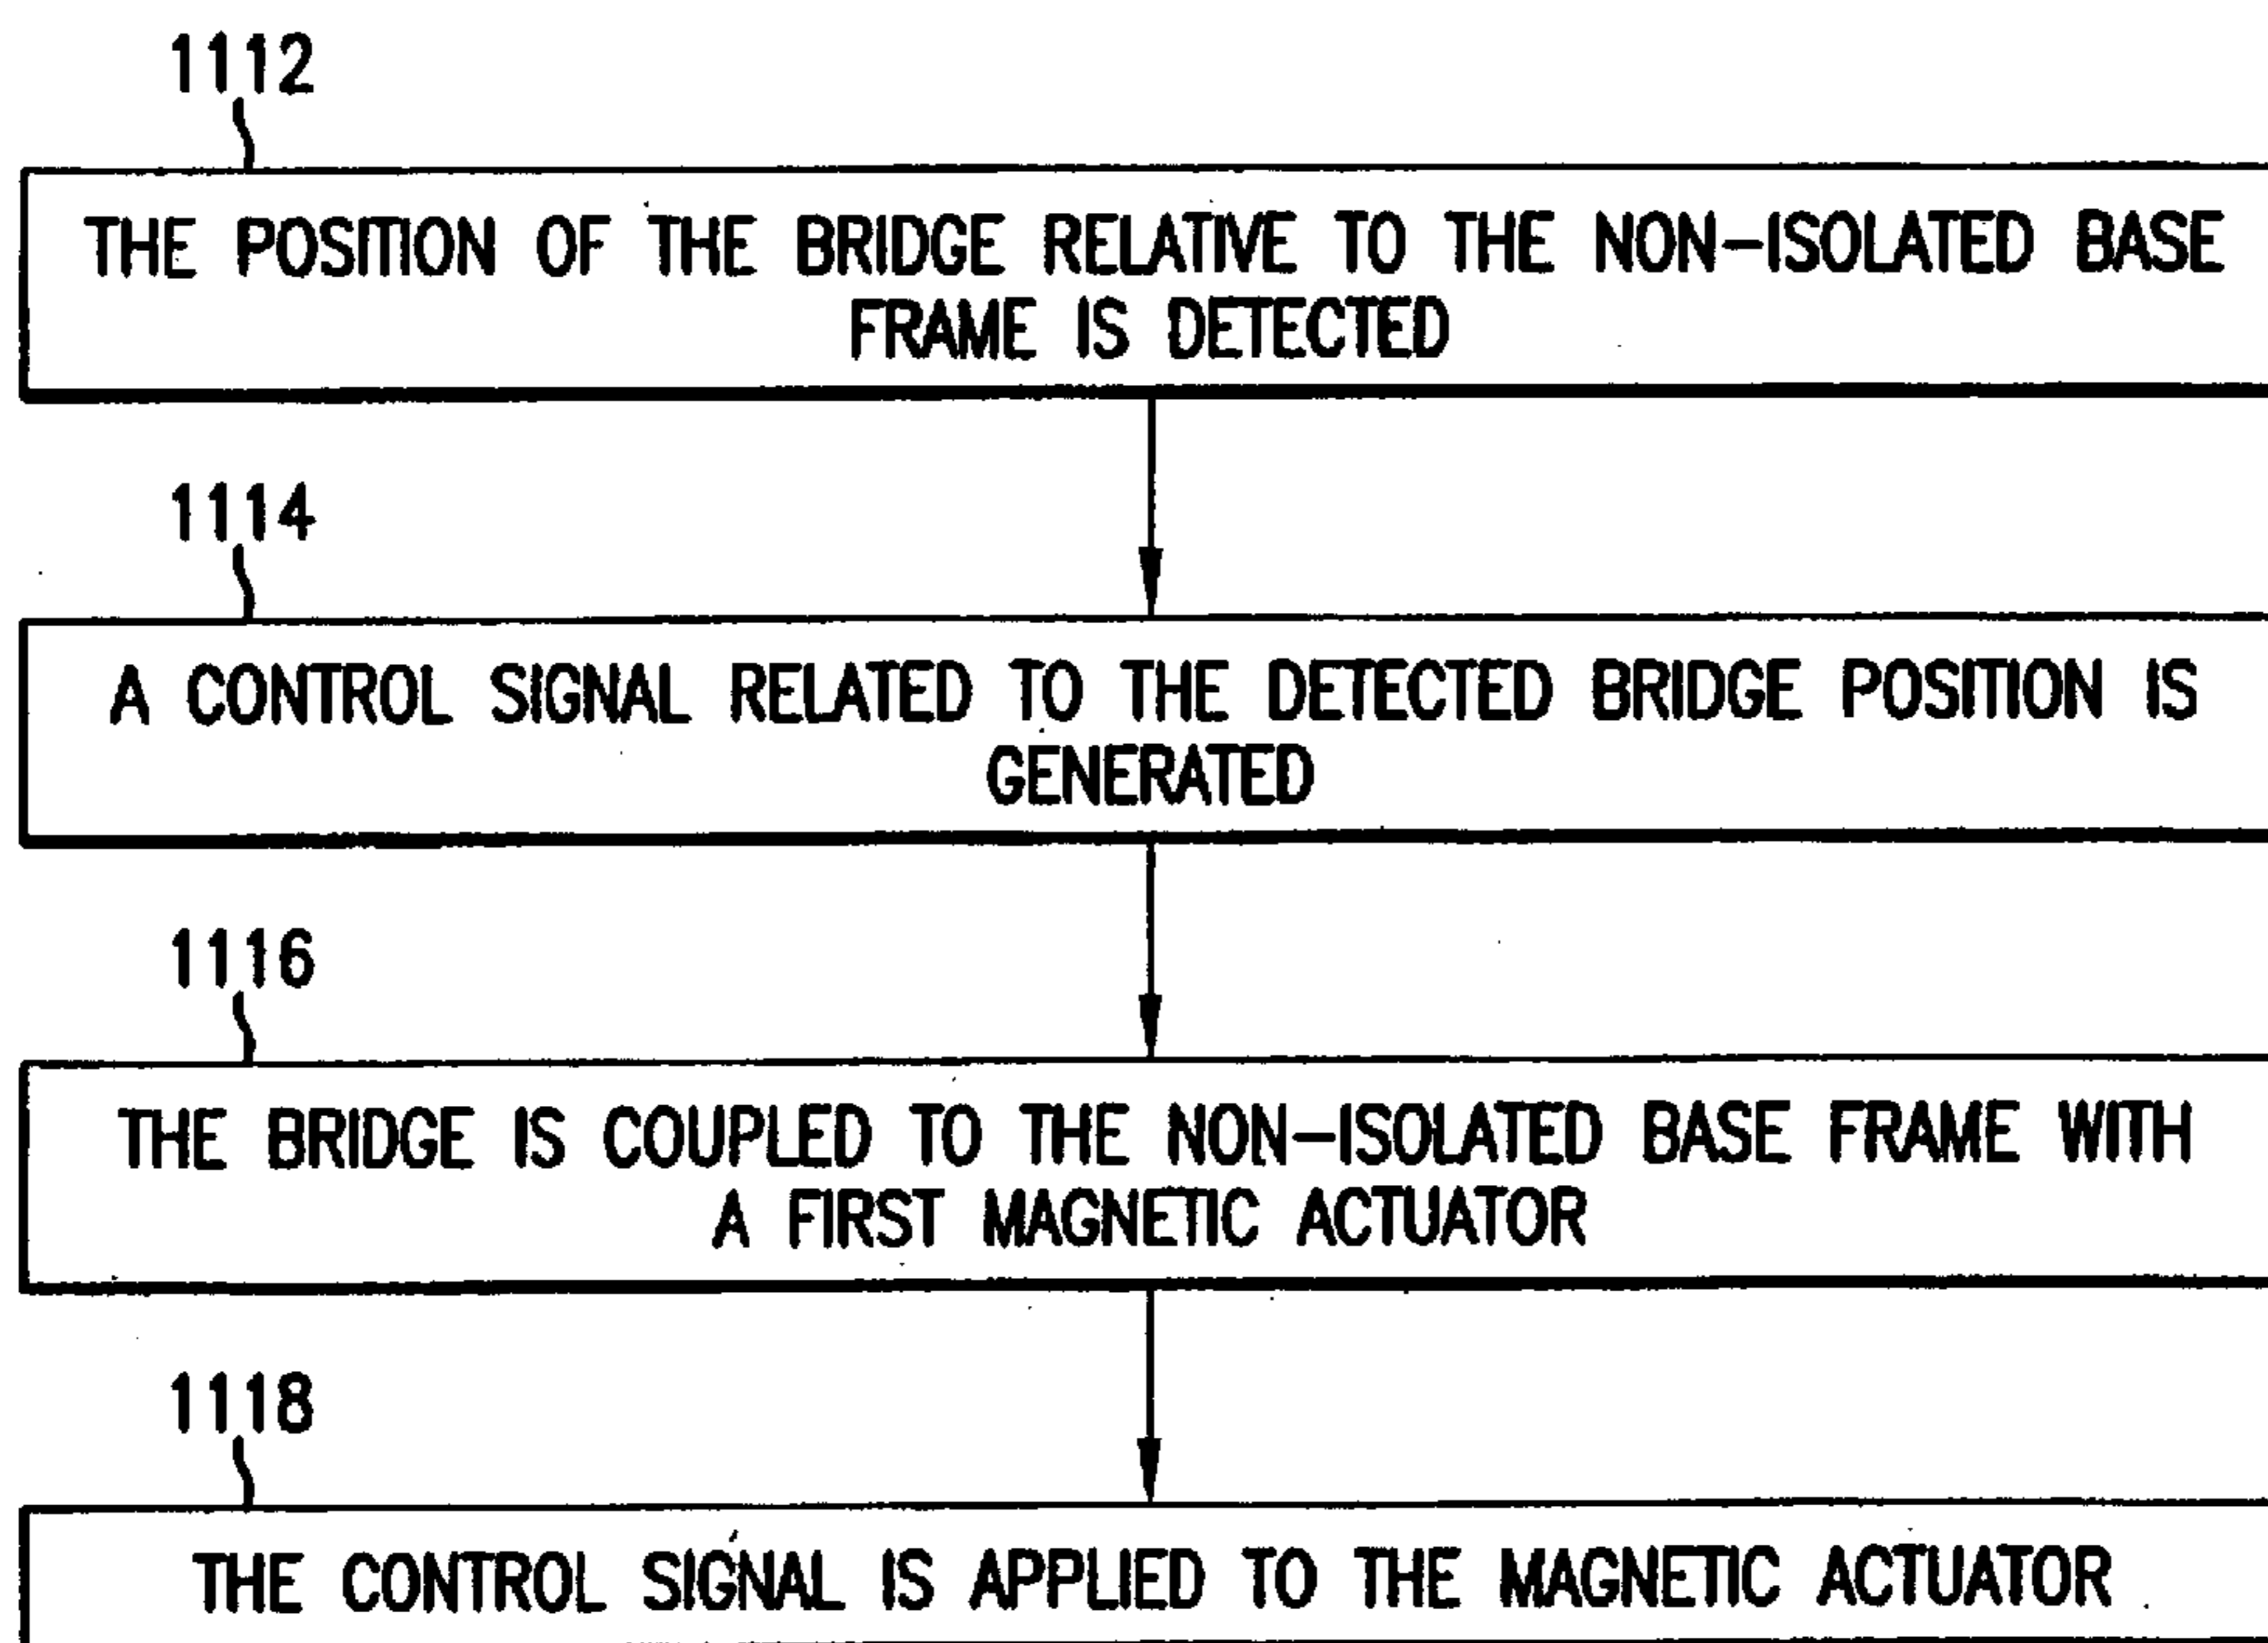 1112
THE POSITION OF THE BRIDGE RELATIVE TO THE NON-ISOLATED BASE
FRAME IS DETECTED
1114
A CONTROL SIGNAL RELATED TO THE DETECTED BRIDGE POSITION IS
GENERATED
1116
THE BRIDGE IS COUPLED TO THE NON-ISOLATED BASE FRAME WITH
A FIRST MAGNETIC ACTUATOR
1118
THE CONTROL SIGNAL IS APPLIED TO THE MAGNETIC ACTUATOR